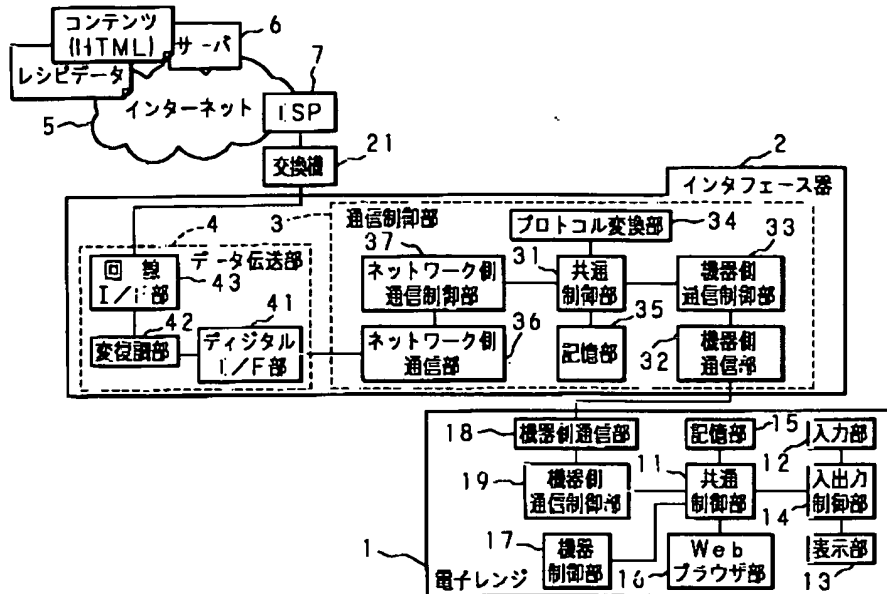 コンテンツ
(HTML)
レシピデータ
サーバ
6
7
インターネット
5
ISP
交換機
21
2
インタフェース器
3
通信制御部
4
データ伝送部
回線
I/F部
43
41
42
変復調部
ディジタル
I/F部
37
ネットワーク側
通信制御部
ネットワーク側
通信部
36
プロトコル変換部
34
31
共通
制御部
35
記憶部
33
機器側
通信制御部
機器側
通信部
32
18
機器側通信部
19
機器側
通信制御部
記憶部
15
11
共通
制御部
12
入力部
入出力
制御部
14
表示部
13
17
機器
制御部
16
Web
ブラウザ部
1
電子レンジ